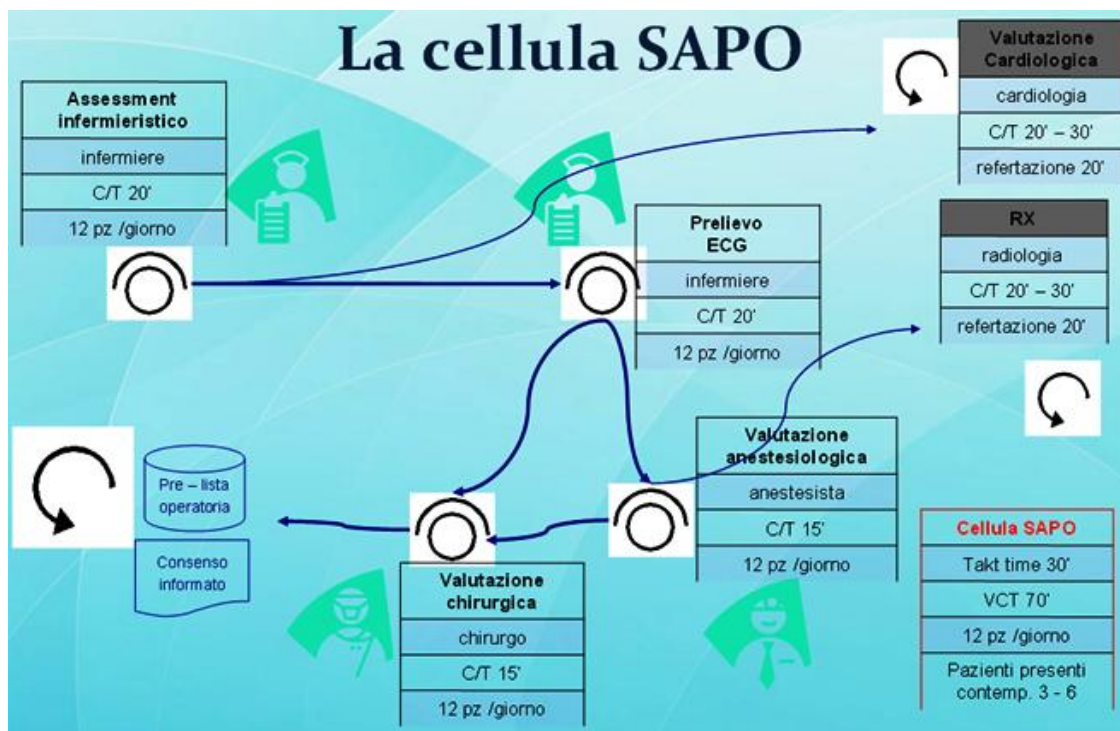 La cellula SAPO
Assessment
infermieristico
infermiere
C/T 20'
12 pz /giorno
Prelievo
ECG
infermiere
C/T 20'
12 pz /giorno
Valutazione
Cardiologica
cardiologia
C/T 20' – 30'
refertazione 20'
RX
radiologia
C/T 20' – 30'
refertazione 20'
Pre – lista
operatoria
Consenso
informato
Valutazione
chirurgica
chirurgo
C/T 15'
12 pz /giorno
Valutazione
anestesiologica
anestesista
C/T 15'
12 pz /giorno
Cellula SAPO
Takt time 30'
VCT 70'
12 pz /giorno
Pazienti presenti
contemp. 3 - 6